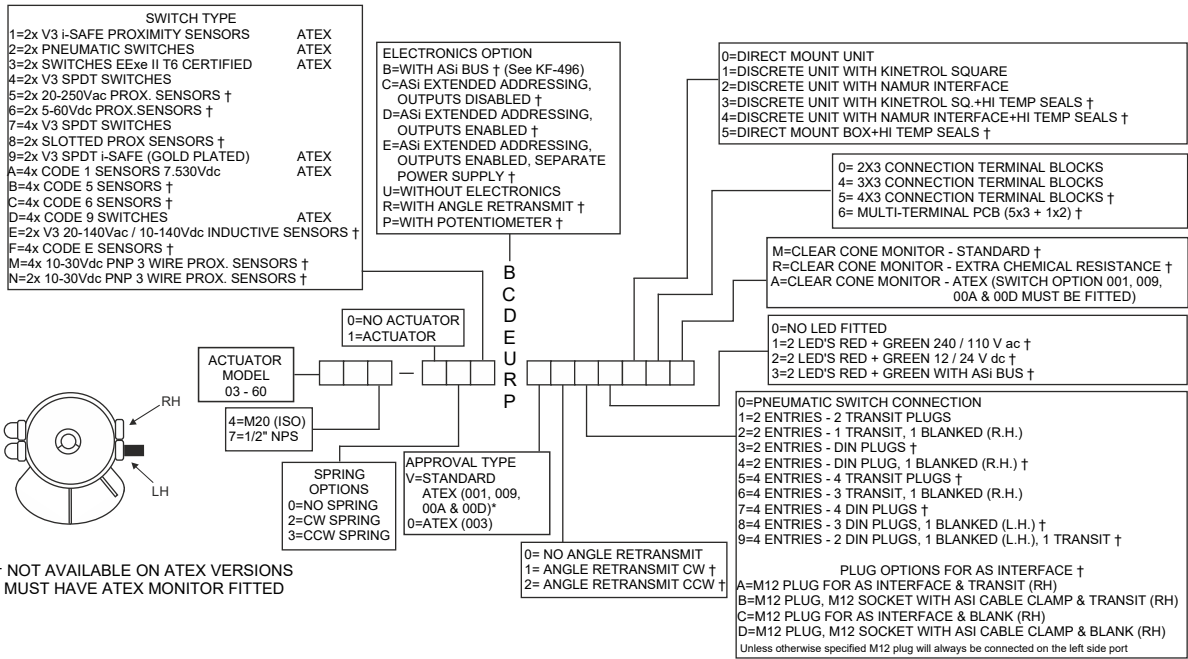 SWITCH TYPE
1=2x V3 i-SAFE PROXIMITY SENSORS ATEX
2=2x PNEUMATIC SWITCHES ATEX
3=2x SWITCHES EExe II T6 CERTIFIED ATEX
4=2x V3 SPDT SWITCHES
5=2x 20-250Vac PROX. SENSORS †
6=2x 5-60Vdc PROX.SENSORS †
7=4x V3 SPDT SWITCHES
8=2x SLOTTED PROX SENSORS †
9=2x V3 SPDT i-SAFE (GOLD PLATED) ATEX
A=4x CODE 1 SENSORS 7.530Vdc ATEX
B=4x CODE 5 SENSORS †
C=4x CODE 6 SENSORS †
D=4x CODE 9 SWITCHES ATEX
E=2x V3 20-140Vac / 10-140Vdc INDUCTIVE SENSORS †
F=4x CODE E SENSORS †
M=4x 10-30Vdc PNP 3 WIRE PROX. SENSORS †
N=2x 10-30Vdc PNP 3 WIRE PROX. SENSORS †
ELECTRONICS OPTION
B=WITH ASi BUS † (See KF-496)
C=ASi EXTENDED ADDRESSING,
OUTPUTS DISABLED †
D=ASi EXTENDED ADDRESSING,
OUTPUTS ENABLED †
E=ASi EXTENDED ADDRESSING,
OUTPUTS ENABLED, SEPARATE
POWER SUPPLY †
U=WITHOUT ELECTRONICS
R=WITH ANGLE RETRANSMIT †
P=WITH POTENTIOMETER †
0=DIRECT MOUNT UNIT
1=DISCRETE UNIT WITH KINETROL SQUARE
2=DISCRETE UNIT WITH NAMUR INTERFACE
3=DISCRETE UNIT WITH KINETROL SQ.+HI TEMP SEALS †
4=DISCRETE UNIT WITH NAMUR INTERFACE+HI TEMP SEALS †
5=DIRECT MOUNT BOX+HI TEMP SEALS †
0= 2X3 CONNECTION TERMINAL BLOCKS
4= 3X3 CONNECTION TERMINAL BLOCKS
5= 4X3 CONNECTION TERMINAL BLOCKS †
6= MULTI-TERMINAL PCB (5x3 + 1x2) †
M=CLEAR CONE MONITOR - STANDARD †
R=CLEAR CONE MONITOR - EXTRA CHEMICAL RESISTANCE †
A=CLEAR CONE MONITOR - ATEX (SWITCH OPTION 001, 009,
00A & 00D MUST BE FITTED)
B
C
D
E
U
R
P
0=NO ACTUATOR
1=ACTUATOR
0=NO LED FITTED
1=2 LED'S RED + GREEN 240 / 110 V ac †
2=2 LED'S RED + GREEN 12 / 24 V dc †
3=2 LED'S RED + GREEN WITH ASi BUS †
ACTUATOR
MODEL
03 - 60
–
RH
LH
4=M20 (ISO)
7=1/2" NPS
SPRING
OPTIONS
0=NO SPRING
2=CW SPRING
3=CCW SPRING
APPROVAL TYPE
V=STANDARD
ATEX (001, 009,
00A & 00D)*
0=ATEX (003)
0= NO ANGLE RETRANSMIT
1= ANGLE RETRANSMIT CW †
2= ANGLE RETRANSMIT CCW †
0=PNEUMATIC SWITCH CONNECTION
1=2 ENTRIES - 2 TRANSIT PLUGS
2=2 ENTRIES - 1 TRANSIT, 1 BLANKED (R.H.)
3=2 ENTRIES - DIN PLUGS †
4=2 ENTRIES - DIN PLUG, 1 BLANKED (R.H.) †
5=4 ENTRIES - 4 TRANSIT PLUGS †
6=4 ENTRIES - 3 TRANSIT, 1 BLANKED (R.H.)
7=4 ENTRIES - 4 DIN PLUGS †
8=4 ENTRIES - 3 DIN PLUGS, 1 BLANKED (L.H.) †
9=4 ENTRIES - 2 DIN PLUGS, 1 BLANKED (L.H.), 1 TRANSIT †
PLUG OPTIONS FOR AS INTERFACE †
A=M12 PLUG FOR AS INTERFACE & TRANSIT (RH)
B=M12 PLUG, M12 SOCKET WITH ASI CABLE CLAMP & TRANSIT (RH)
C=M12 PLUG FOR AS INTERFACE & BLANK (RH)
D=M12 PLUG, M12 SOCKET WITH ASI CABLE CLAMP & BLANK (RH)
Unless otherwise specified M12 plug will always be connected on the left side port
† NOT AVAILABLE ON ATEX VERSIONS
MUST HAVE ATEX MONITOR FITTED